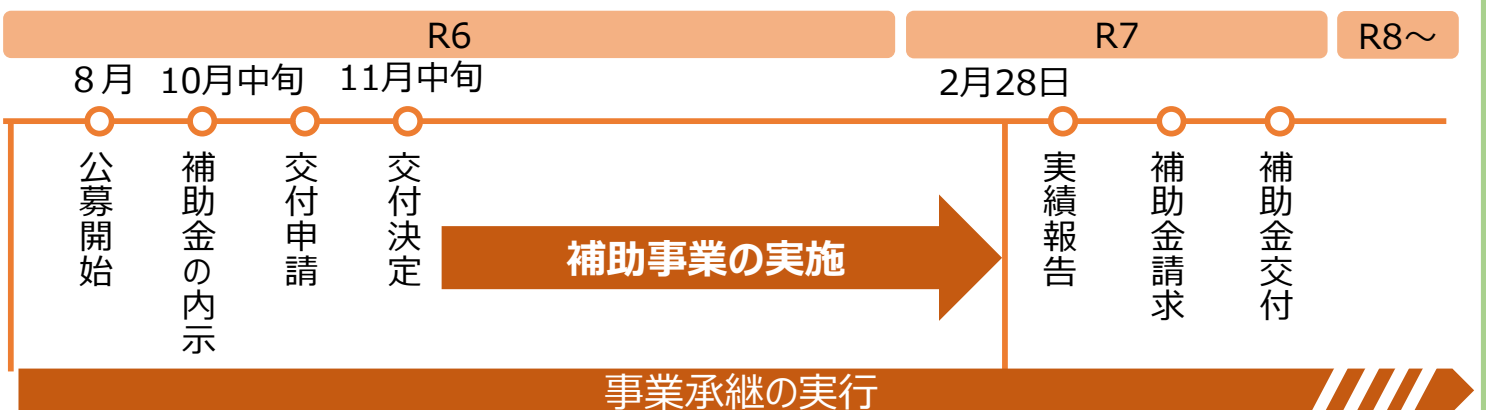 R6
R7
R8～
８月
10月中旬
11月中旬
2月28日
公募開始
補助金の内示
交付申請
交付決定
補助事業の実施
実績報告
補助金請求
補助金交付
事業承継の実行